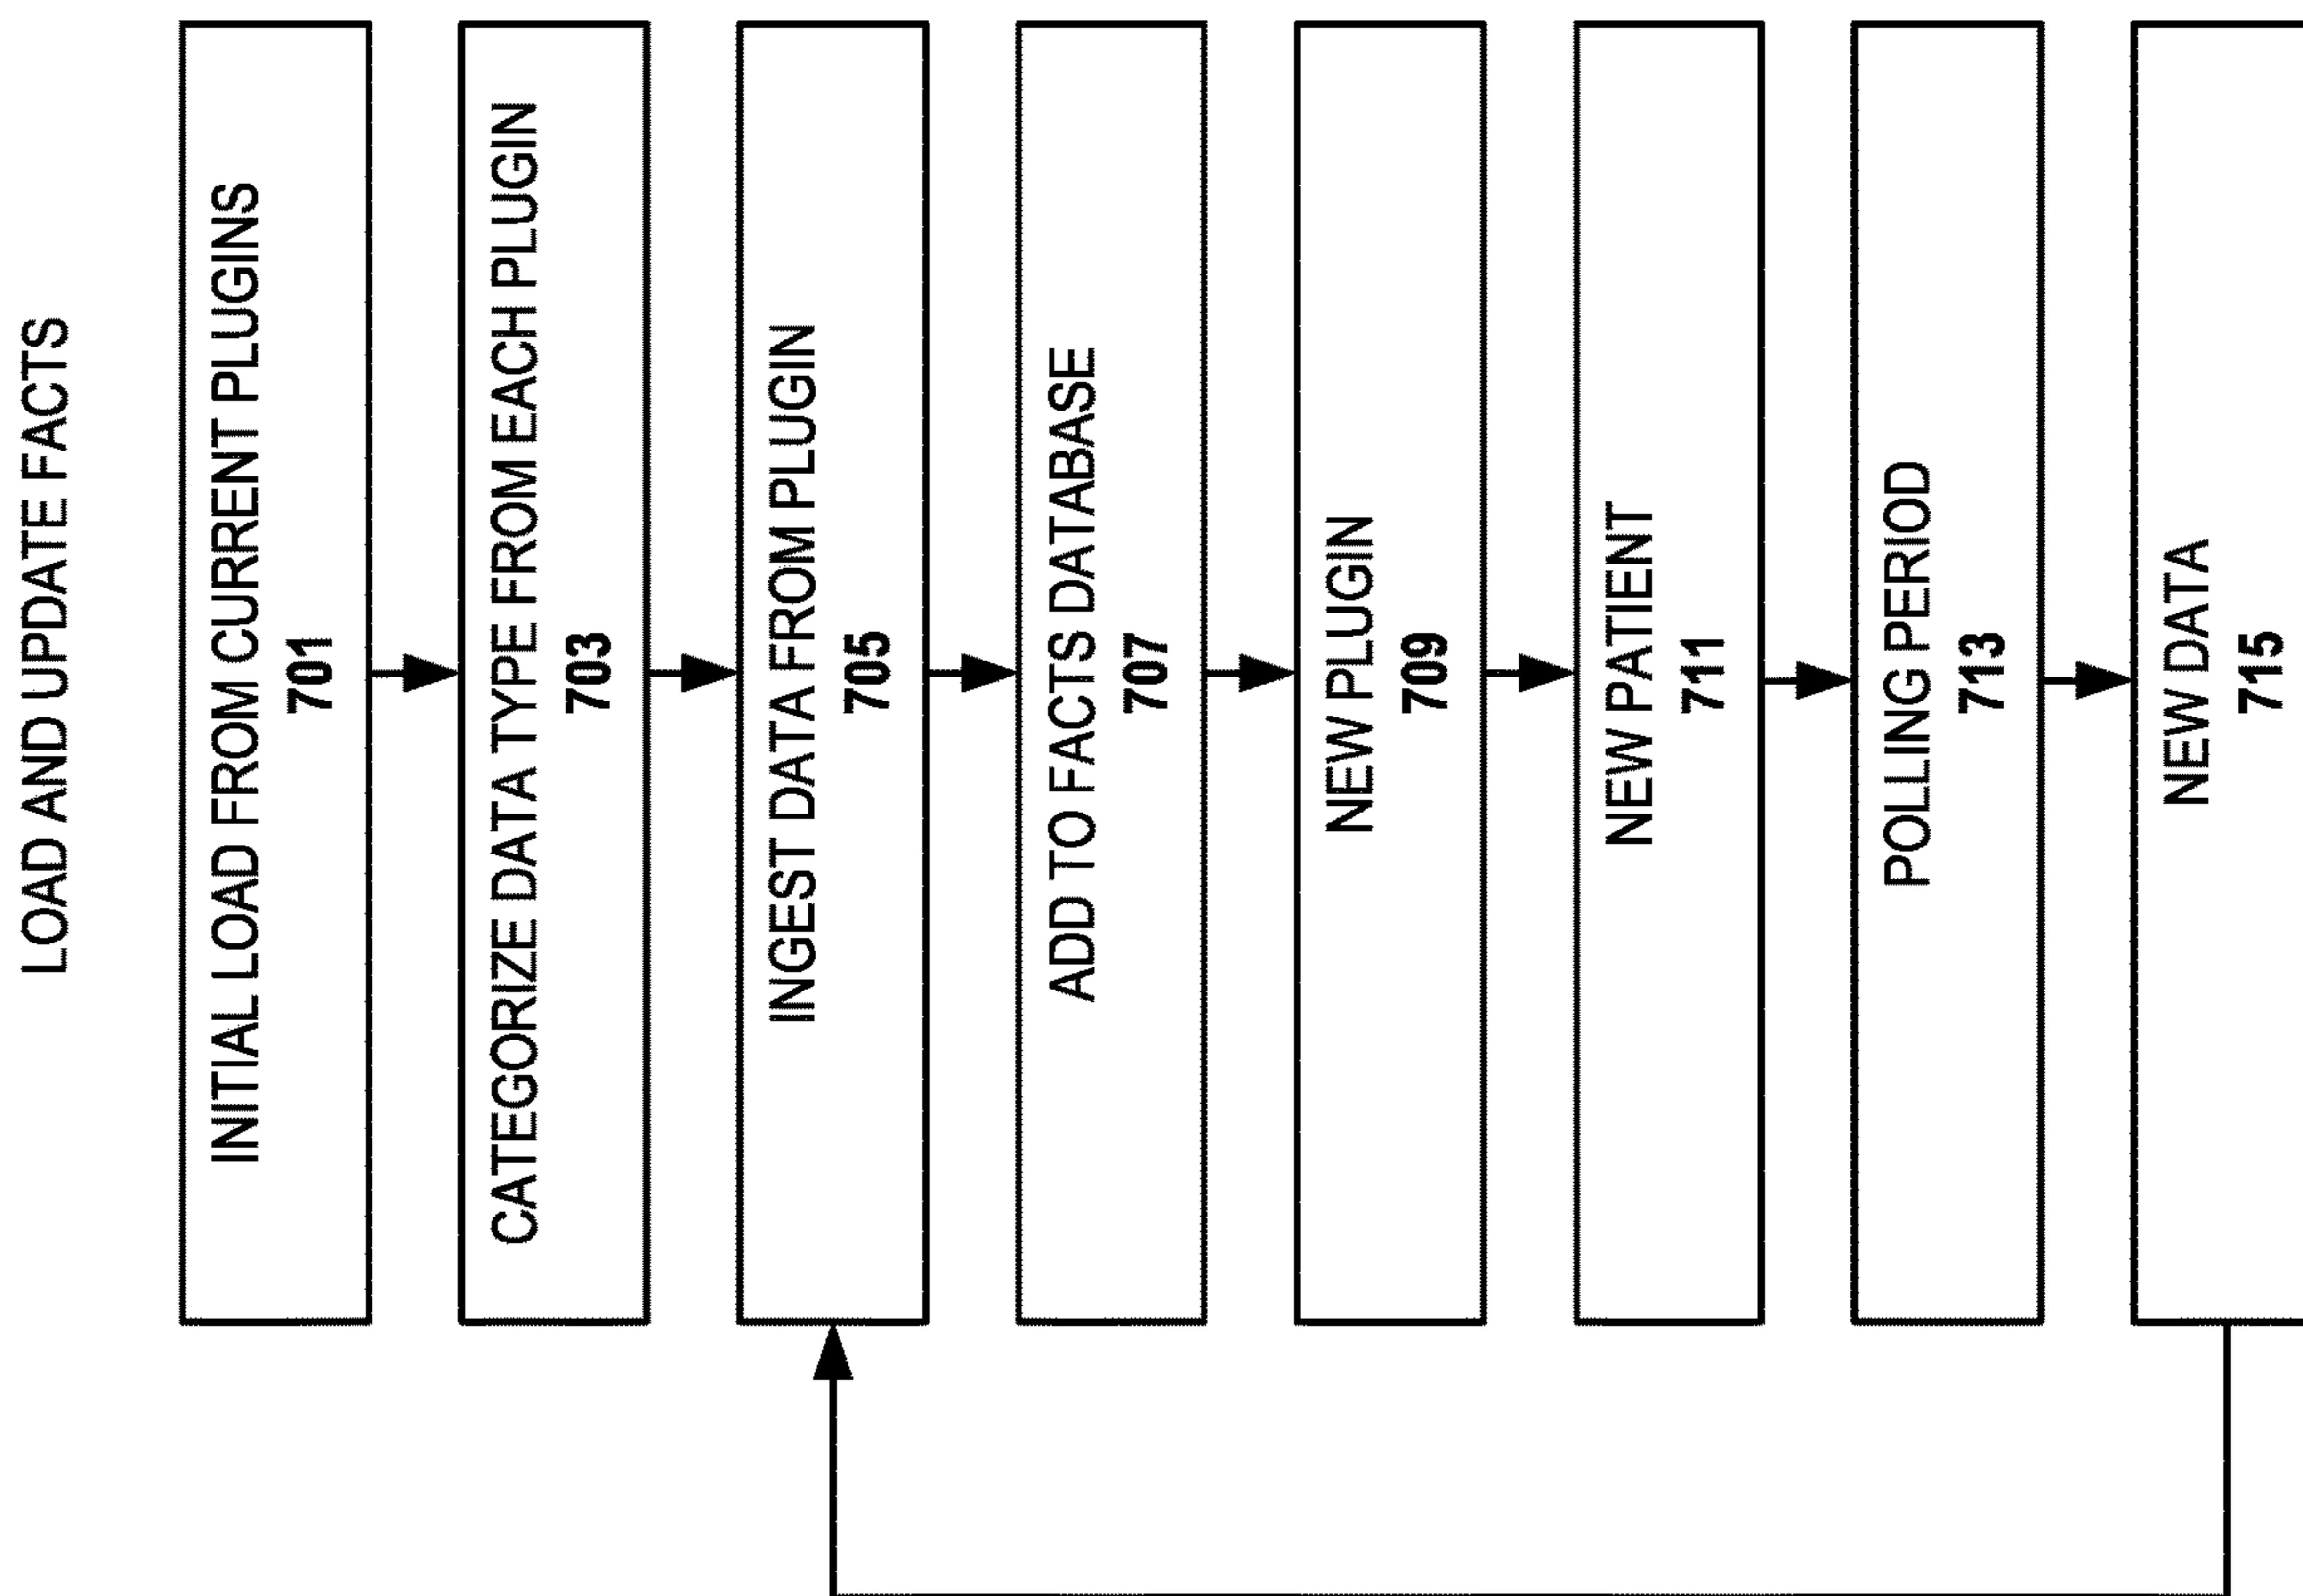 LOAD AND UPDATE FACTS
INITIAL LOAD FROM CURRENT PLUGINS
701
CATEGORIZE DATA TYPE FROM EACH PLUGIN
703
INGEST DATA FROM PLUGIN
705
ADD TO FACTS DATABASE
707
NEW PLUGIN
709
NEW PATIENT
711
POLLING PERIOD
713
NEW DATA
715